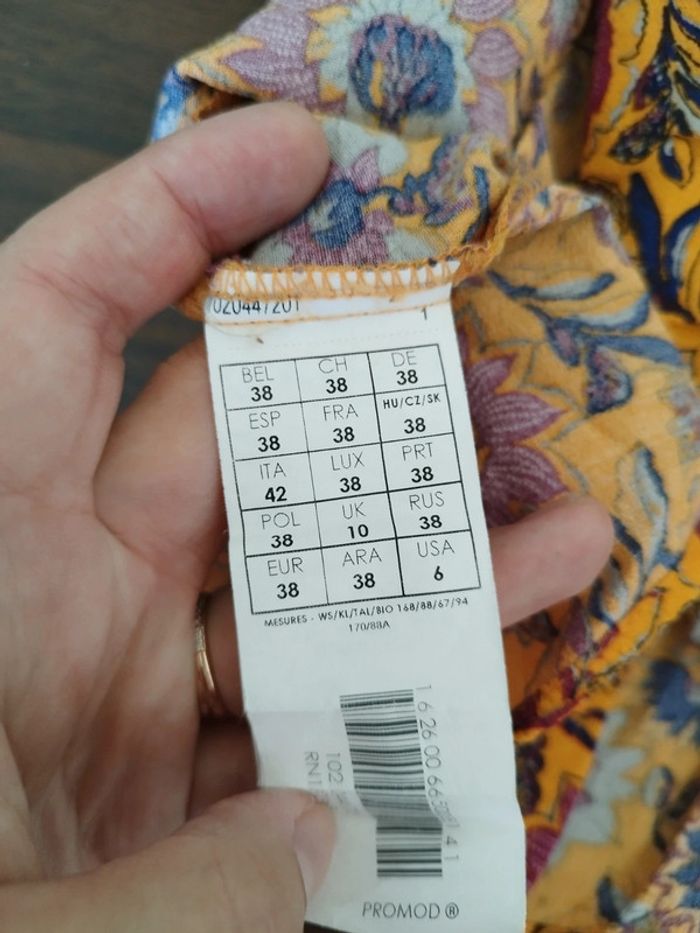 1
BEL CH DE
38 38 38
ESP FRA HU/CZ/SK
38 38 38
ITA LUX PRT
42 38 38
POL UK RUS
38 10 38
EUR ARA USA
38 38 6
MESURES - WS/KL/TAL/BIO 168/88/67/94
170/88A
PROMOD ®